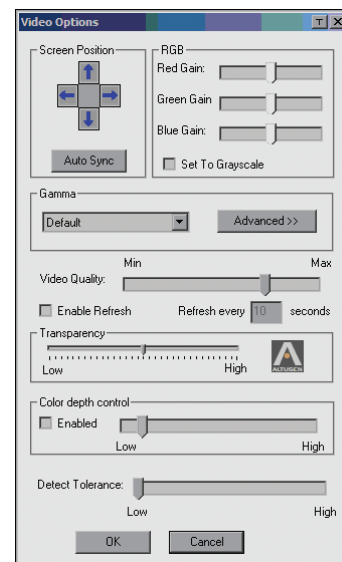 Video Options
T X
Screen Position
RGB
Red Gain:
Green Gain
Blue Gain:
Auto Sync
Set To Grayscale
Gamma
Default
Advanced >>
Min Max
Video Quality:
Enable Refresh Refresh every 10 seconds
Transparency
Low High
ALTUSEN
Color depth control
Enabled
Low High
Detect Tolerance:
Low High
OK Cancel